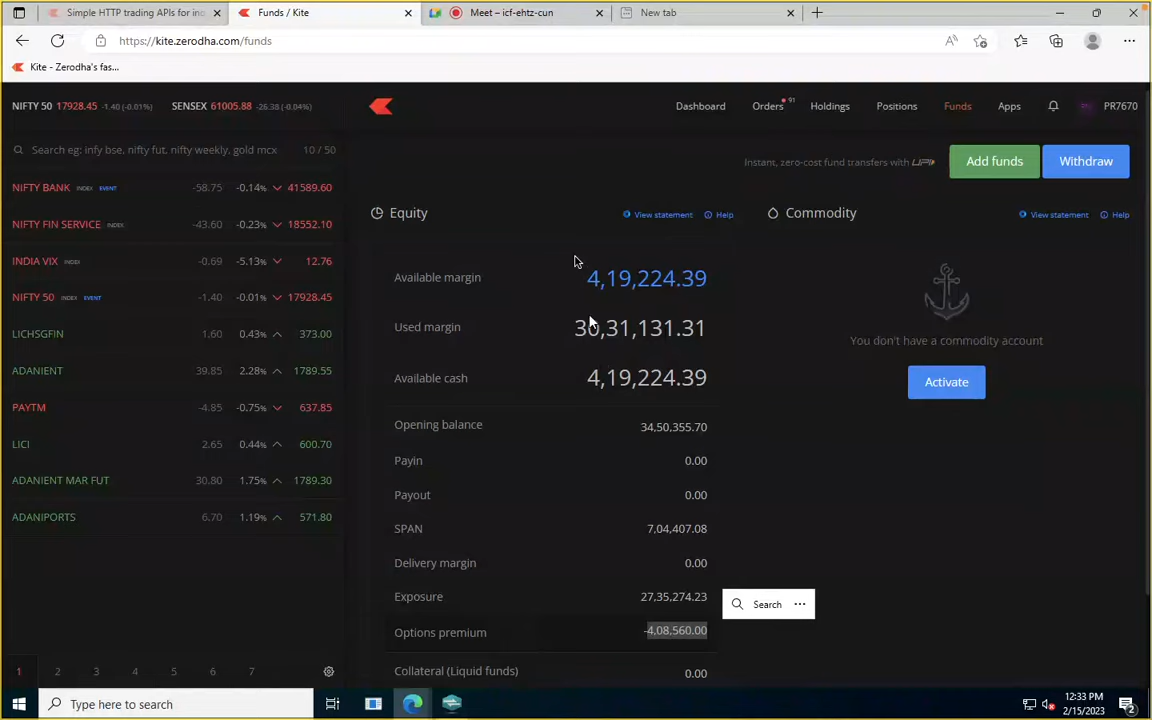 Simple HTTP trading APIs for inv
Funds / Kite
Meet – icf-ehtz-cun
New tab
https://kite.zerodha.com/funds
Kite - Zerodha's fas...
NIFTY 50 17928.45 -1.40 (-0.01%) SENSEX 61005.88 -26.38 (-0.04%)
Dashboard Orders 91 Holdings Positions Funds Apps PR7670
Search eg: infy bse, nifty fut, nifty weekly, gold mcx 10 / 50
Instant, zero-cost fund transfers with UPI
Add funds
Withdraw
NIFTY BANK INDEX EVENT -58.75 -0.14% 41589.60
NIFTY FIN SERVICE INDEX -43.60 -0.23% 18552.10
INDIA VIX INDEX -0.69 -5.13% 12.76
NIFTY 50 INDEX EVENT -1.40 -0.01% 17928.45
LICHSGFIN 1.60 0.43% 373.00
ADANIENT 39.85 2.28% 1789.55
PAYTM -4.85 -0.75% 637.85
LICI 2.65 0.44% 600.70
ADANIENT MAR FUT 30.80 1.75% 1789.30
ADANIPORTS 6.70 1.19% 571.80
1 2 3 4 5 6 7
Equity View statement Help
Available margin 4,19,224.39
Used margin 30,31,131.31
Available cash 4,19,224.39
Opening balance 34,50,355.70
Payin 0.00
Payout 0.00
SPAN 7,04,407.08
Delivery margin 0.00
Exposure 27,35,274.23
Options premium -4,08,560.00
Collateral (Liquid funds) 0.00
Search
Commodity View statement Help
You don't have a commodity account
Activate
Type here to search
12:33 PM
2/15/2023
2